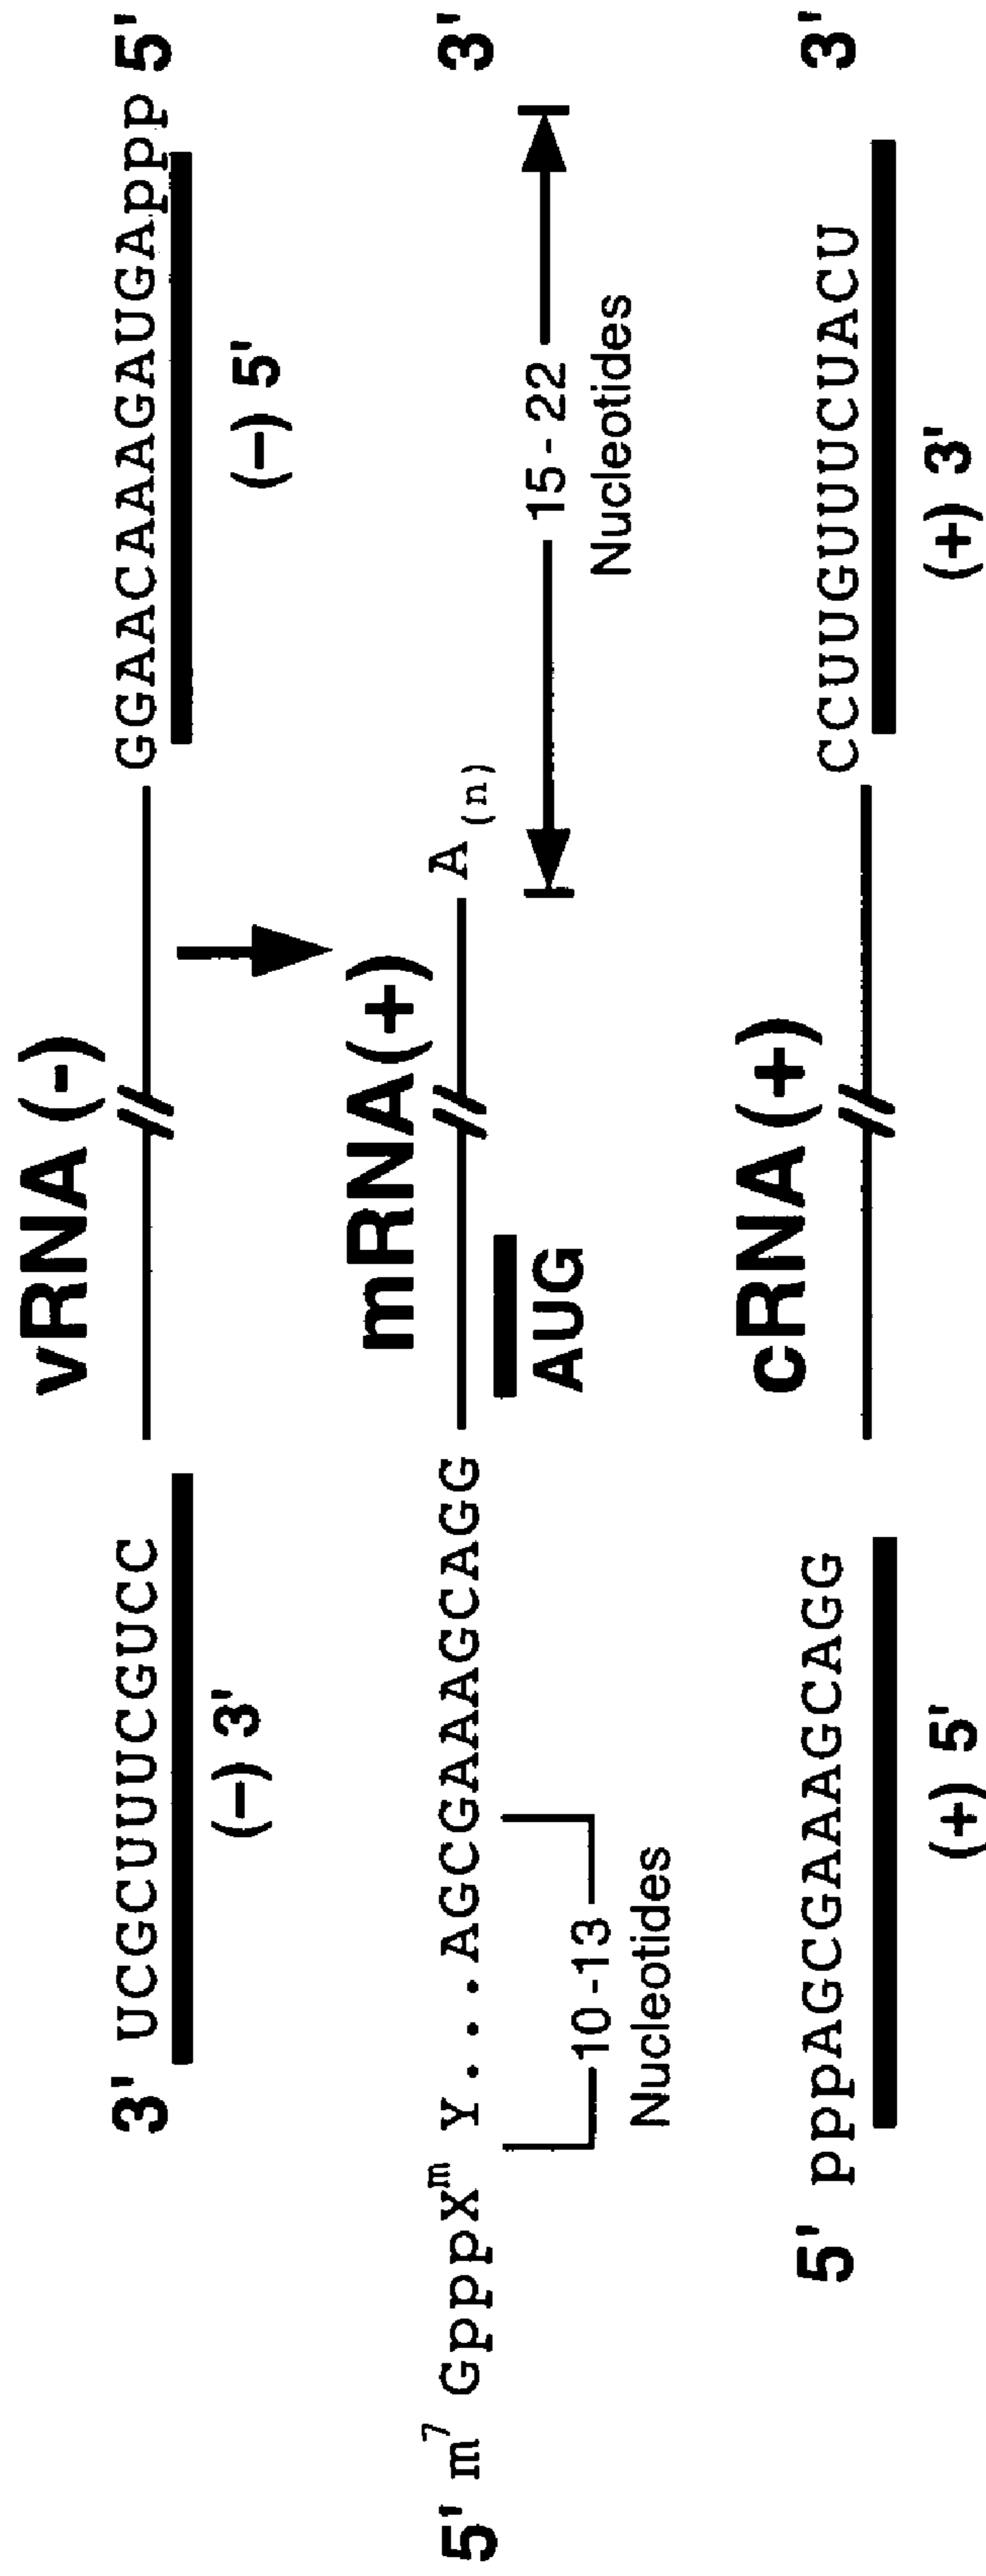 vRNA (-)
3' UCGCUUUCGUCC GGAACAAAGAUGAppp 5'
(−) 3' (−) 5'
mRNA(+)
5' m⁷ GpppXᵐ Y...AGCGAAAGCAGG A(n) 3'
AUG
10-13 15-22
Nucleotides Nucleotides
cRNA (+)
5' pppAGCGAAAGCAGG CCUUGUUUCUACU 3'
(+) 5' (+) 3'